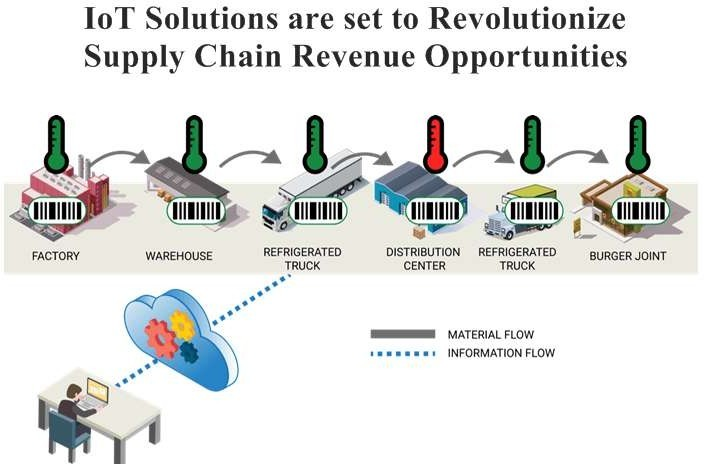 IoT Solutions are set to Revolutionize
Supply Chain Revenue Opportunities
FACTORY
WAREHOUSE
REFRIGERATED
TRUCK
DISTRIBUTION
CENTER
REFRIGERATED
TRUCK
BURGER JOINT
MATERIAL FLOW
INFORMATION FLOW